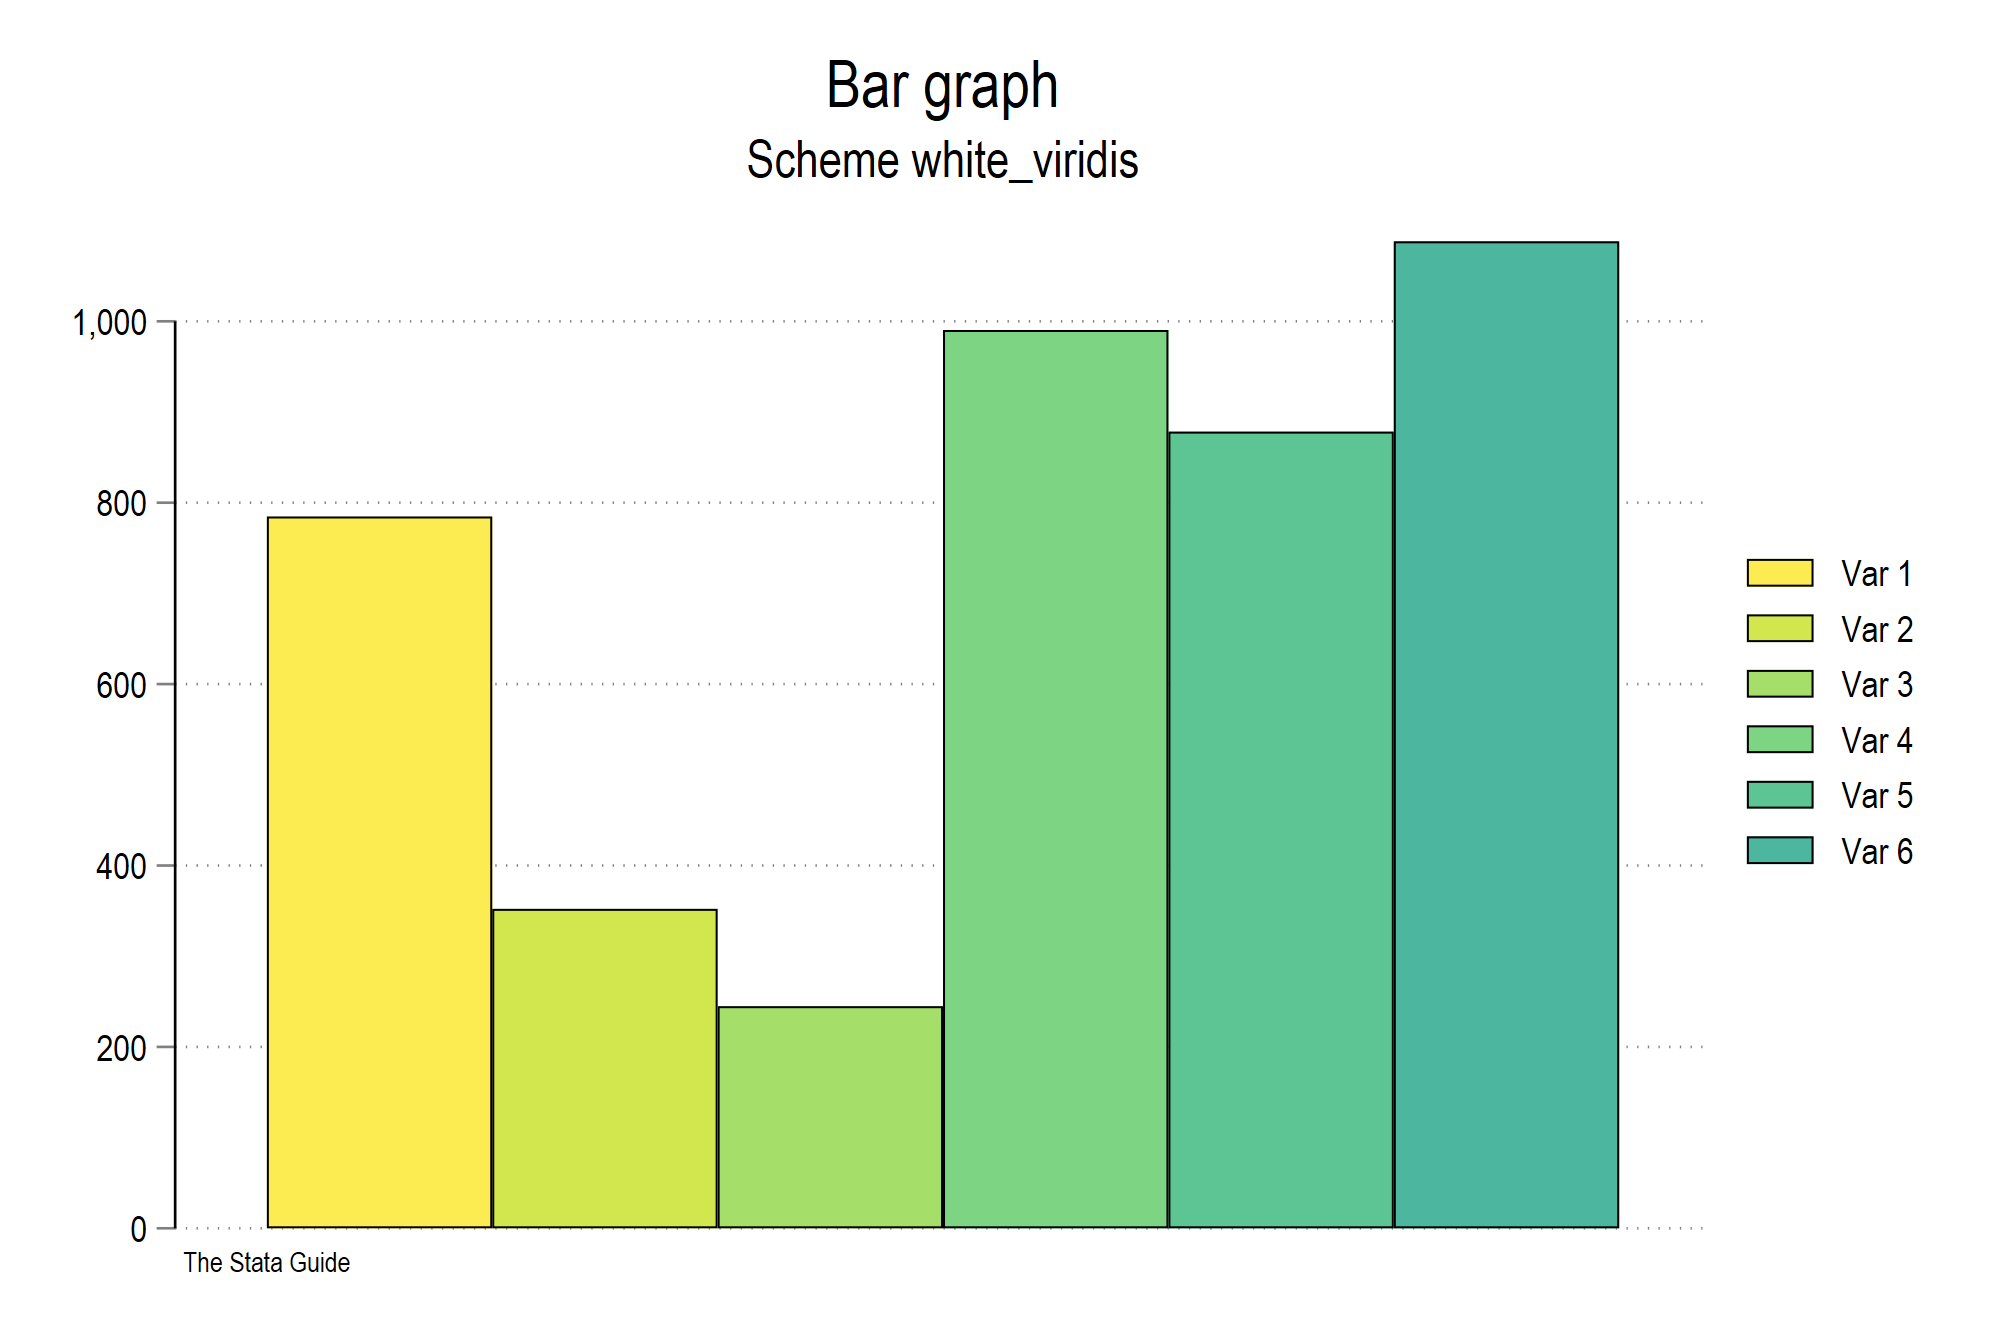 Bar graph
Scheme white_viridis
1,000
800
600
400
200
0
Var 1
Var 2
Var 3
Var 4
Var 5
Var 6
The Stata Guide